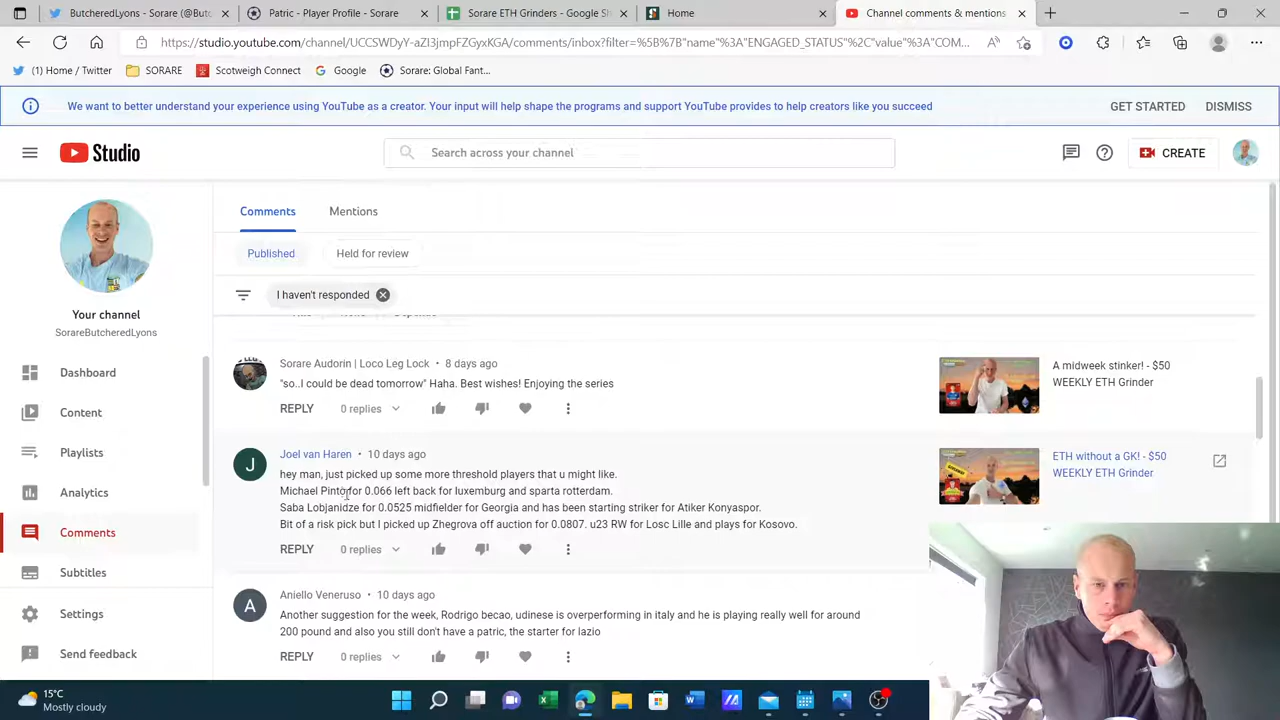 ButcheredLyons - Sorare (@But
Patric - Player Profile - Sorare
Sorare ETH Grinders - Google Sh
Home
Channel comments & mentions
https://studio.youtube.com/channel/UCCSWDyY-aZI3jmpFZGyxKGA/comments/inbox?filter=%5B%7B"name"%3A"ENGAGED_STATUS"%2C"value"%3A"COM...
(1) Home / Twitter
SORARE
Scotweigh Connect
Google
Sorare: Global Fant...
We want to better understand your experience using YouTube as a creator. Your input will help shape the programs and support YouTube provides to help creators like you succeed
GET STARTED
DISMISS
Studio
Search across your channel
CREATE
Your channel
SorareButcheredLyons
Dashboard
Content
Playlists
Analytics
Comments
Subtitles
Settings
Send feedback
Comments
Mentions
Published
Held for review
I haven't responded
Sorare Audorin | Loco Leg Lock • 8 days ago
"so..I could be dead tomorrow" Haha. Best wishes! Enjoying the series
REPLY
0 replies
A midweek stinker! - $50
WEEKLY ETH Grinder
Joel van Haren • 10 days ago
hey man, just picked up some more threshold players that u might like.
Michael Pinto for 0.066 left back for luxemburg and sparta rotterdam.
Saba Lobjanidze for 0.0525 midfielder for Georgia and has been starting striker for Atiker Konyaspor.
Bit of a risk pick but I picked up Zhegrova off auction for 0.0807. u23 RW for Losc Lille and plays for Kosovo.
REPLY
0 replies
ETH without a GK! - $50
WEEKLY ETH Grinder
Aniello Veneruso • 10 days ago
Another suggestion for the week, Rodrigo becao, udinese is overperforming in italy and he is playing really well for around
200 pound and also you still don't have a patric, the starter for lazio
REPLY
0 replies
15°C
Mostly cloudy